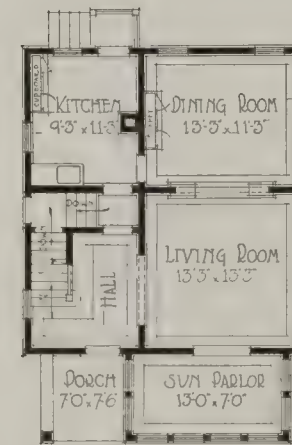 CUPBOARD
KITCHEN
9'-3" x 11'-3"
DINING ROOM
13'-3" x 11'-3"
LIVING ROOM
13'3" x 13'3"
HALL
PORCH
7'0" x 7'6"
SUN PARLOR
13'-0" x 7'-0"